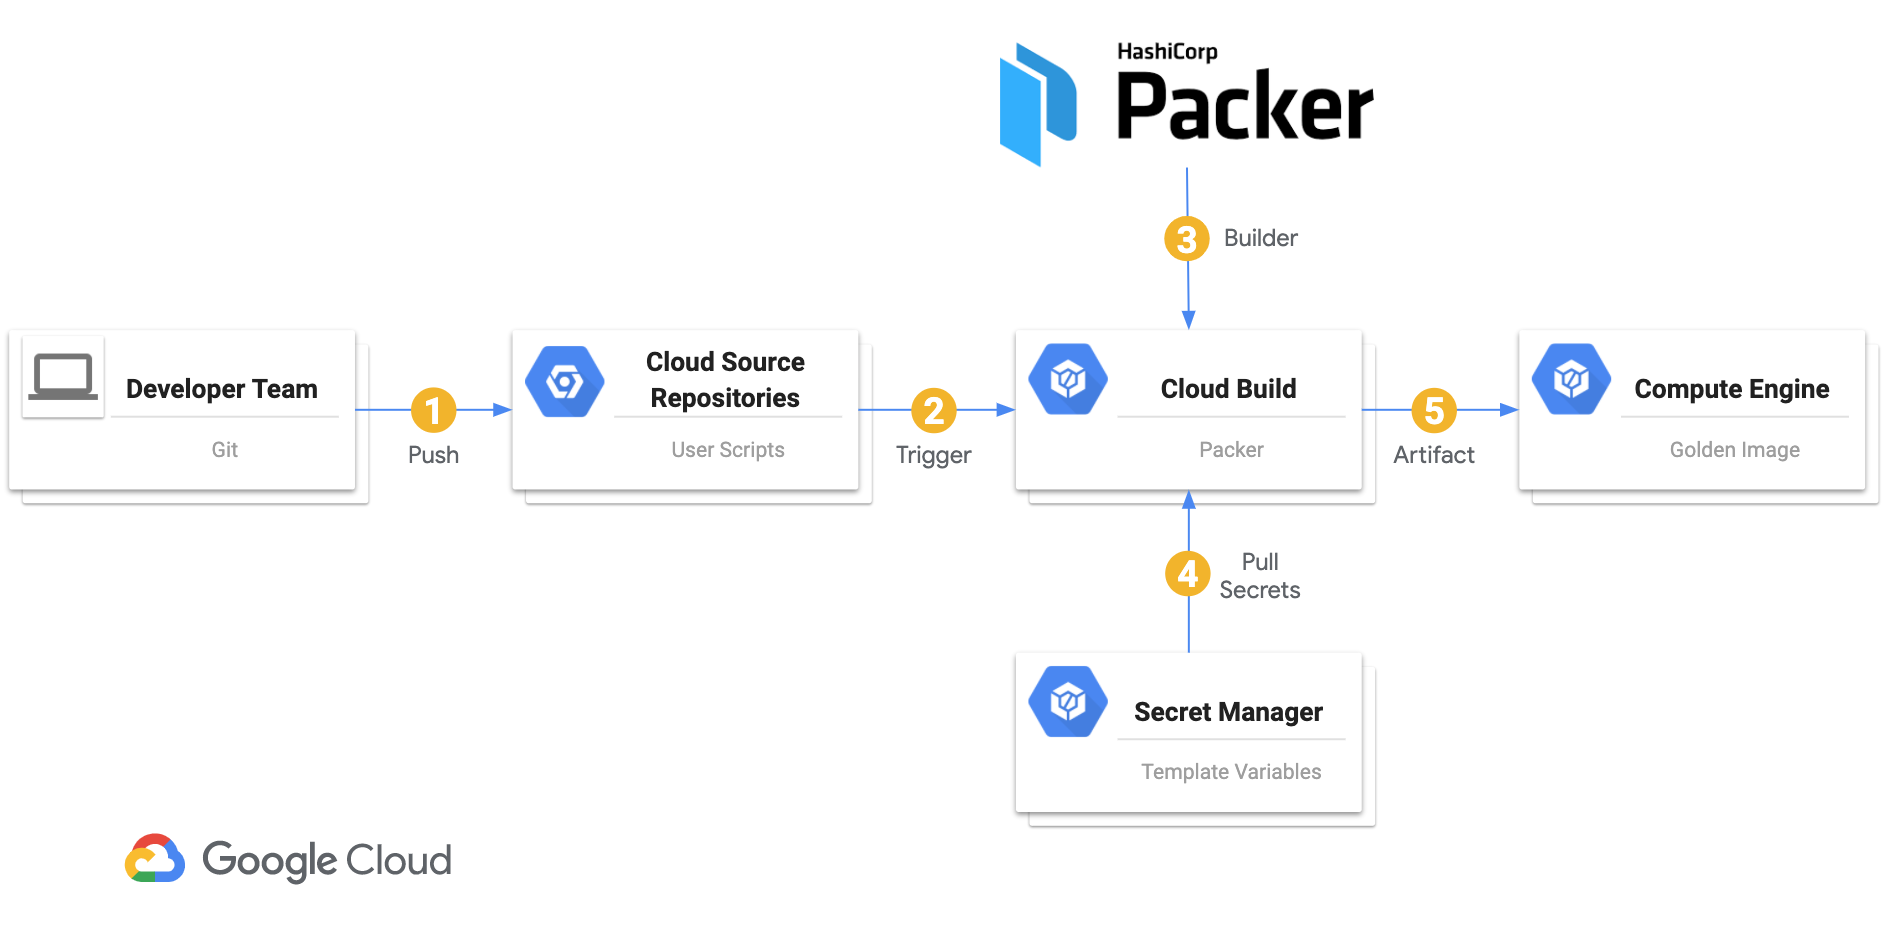 HashiCorp
Packer
3 Builder
Developer Team
Git
1
Push
Cloud Source
Repositories
User Scripts
2
Trigger
Cloud Build
Packer
5
Artifact
Compute Engine
Golden Image
4
Pull
Secrets
Secret Manager
Template Variables
Google Cloud